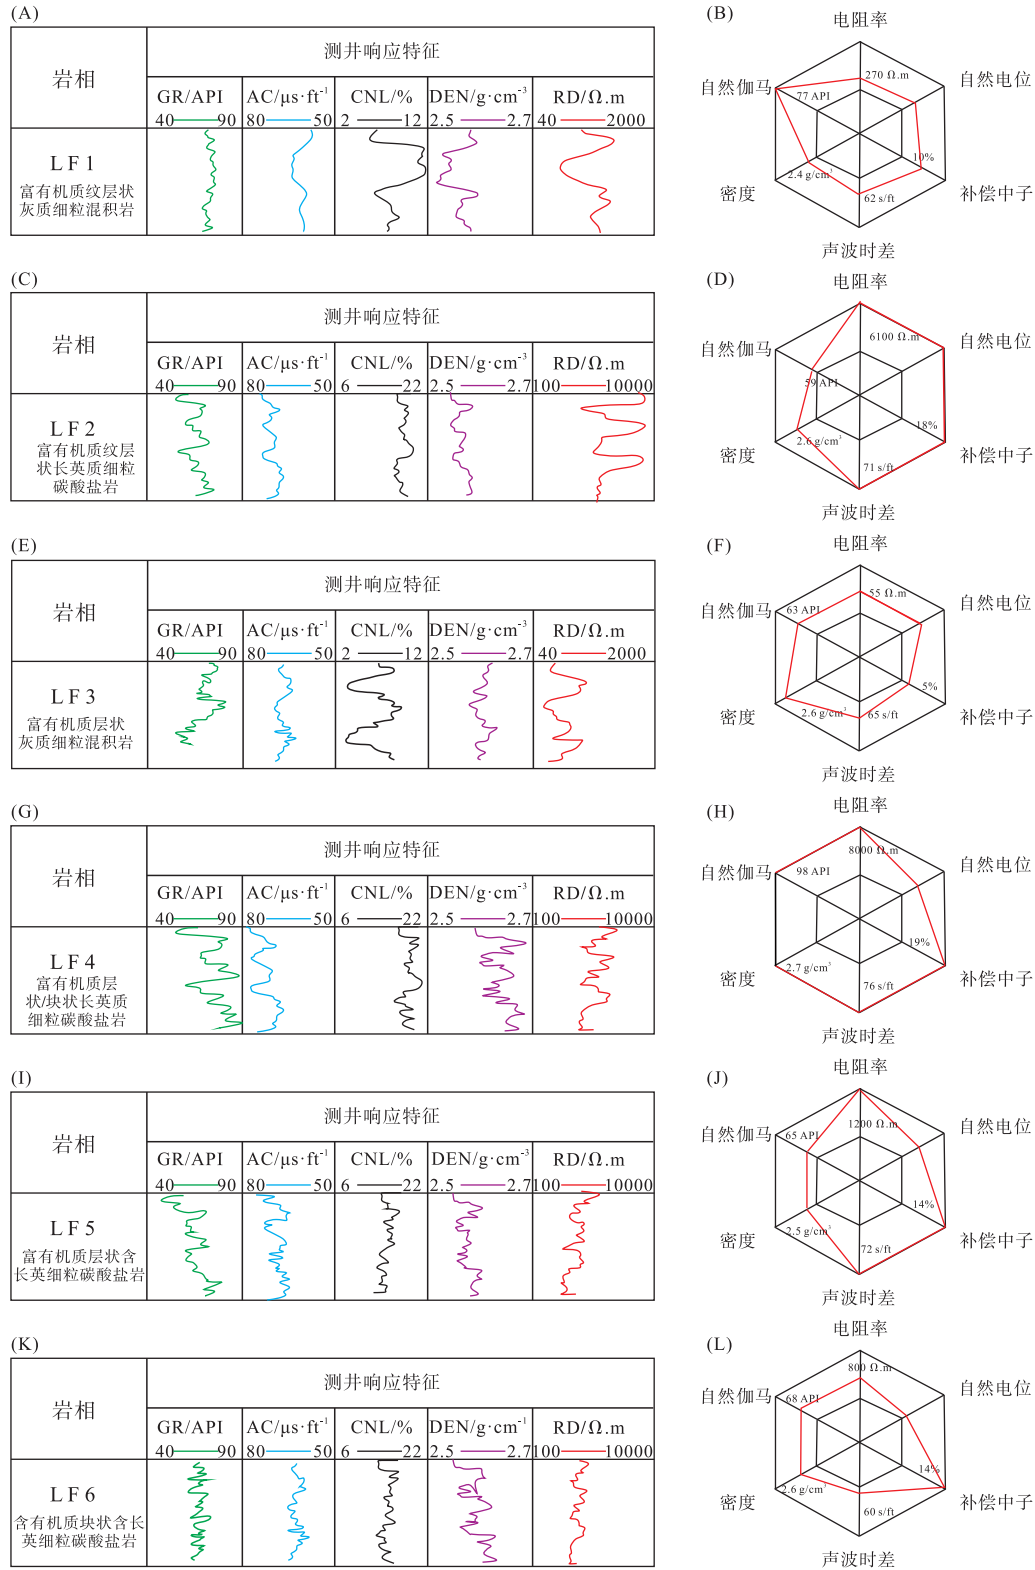 (A)
岩相
测井响应特征
GR/API AC/μs·ft⁻¹ CNL/% DEN/g·cm⁻³ RD/Ω.m
40 90 80 50 2 12 2.5 2.7 40 2000
LF1
富有机质纹层状
灰质细粒混积岩
(B)
电阻率
自然伽马
自然电位
270 Ω.m
77 API
10%
2.4 g/cm³
62 s/ft
密度
补偿中子
声波时差
(C)
岩相
测井响应特征
GR/API AC/μs·ft⁻¹ CNL/% DEN/g·cm⁻³ RD/Ω.m
40 90 80 50 6 22 2.5 2.7 100 10000
LF2
富有机质纹层
状长英质细粒
碳酸盐岩
(D)
电阻率
自然伽马
自然电位
6100 Ω.m
59 API
18%
2.6 g/cm³
71 s/ft
密度
补偿中子
声波时差
(E)
岩相
测井响应特征
GR/API AC/μs·ft⁻¹ CNL/% DEN/g·cm⁻³ RD/Ω.m
40 90 80 50 2 12 2.5 2.7 40 2000
LF3
富有机质层状
灰质细粒混积岩
(F)
电阻率
自然伽马
自然电位
55 Ω.m
63 API
5%
2.6 g/cm³
65 s/ft
密度
补偿中子
声波时差
(G)
岩相
测井响应特征
GR/API AC/μs·ft⁻¹ CNL/% DEN/g·cm⁻³ RD/Ω.m
40 90 80 50 6 22 2.5 2.7 100 10000
LF4
富有机质层
状/块状长英质
细粒碳酸盐岩
(H)
电阻率
自然伽马
自然电位
8000 Ω.m
98 API
19%
2.7 g/cm³
76 s/ft
密度
补偿中子
声波时差
(I)
岩相
测井响应特征
GR/API AC/μs·ft⁻¹ CNL/% DEN/g·cm⁻³ RD/Ω.m
40 90 80 50 6 22 2.5 2.7 100 10000
LF5
富有机质层状含
长英细粒碳酸盐岩
(J)
电阻率
自然伽马
自然电位
1200 Ω.m
65 API
14%
2.5 g/cm³
72 s/ft
密度
补偿中子
声波时差
(K)
岩相
测井响应特征
GR/API AC/μs·ft⁻¹ CNL/% DEN/g·cm⁻¹ RD/Ω.m
40 90 80 50 6 22 2.5 2.7 100 10000
LF6
含有机质块状含长
英细粒碳酸盐岩
(L)
电阻率
自然伽马
自然电位
800 Ω.m
68 API
14%
2.6 g/cm³
60 s/ft
密度
补偿中子
声波时差